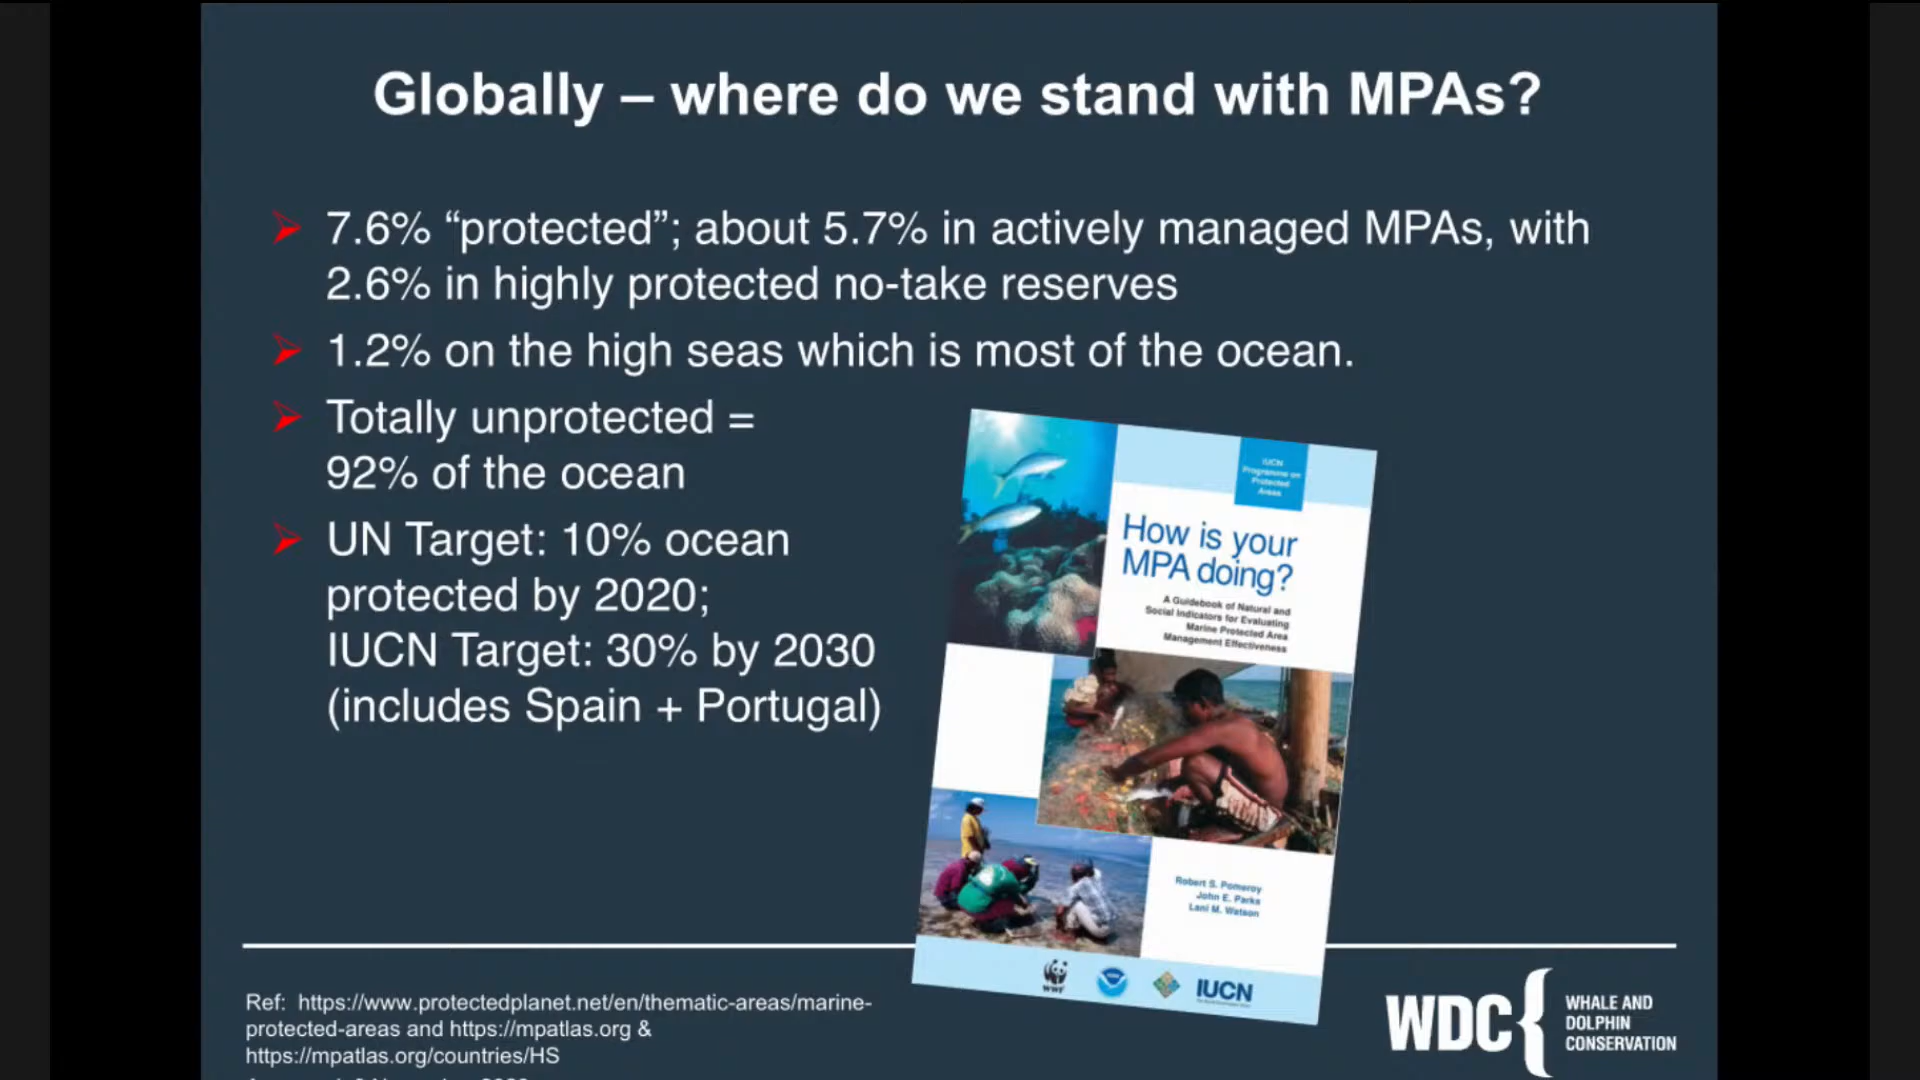 Globally – where do we stand with MPAs?
7.6% “protected”; about 5.7% in actively managed MPAs, with
2.6% in highly protected no-take reserves
1.2% on the high seas which is most of the ocean.
Totally unprotected =
92% of the ocean
UN Target: 10% ocean
protected by 2020;
IUCN Target: 30% by 2030
(includes Spain + Portugal)
IUCN
Programme on
Protected
Areas
How is your
MPA doing?
A Guidebook of Natural and
Social Indicators for Evaluating
Marine Protected Area
Management Effectiveness
Robert S. Pomeroy
John E. Parks
Lani M. Watson
WWF
IUCN
Ref: https://www.protectedplanet.net/en/thematic-areas/marine-
protected-areas and https://mpatlas.org &
https://mpatlas.org/countries/HS
WDC
WHALE AND
DOLPHIN
CONSERVATION